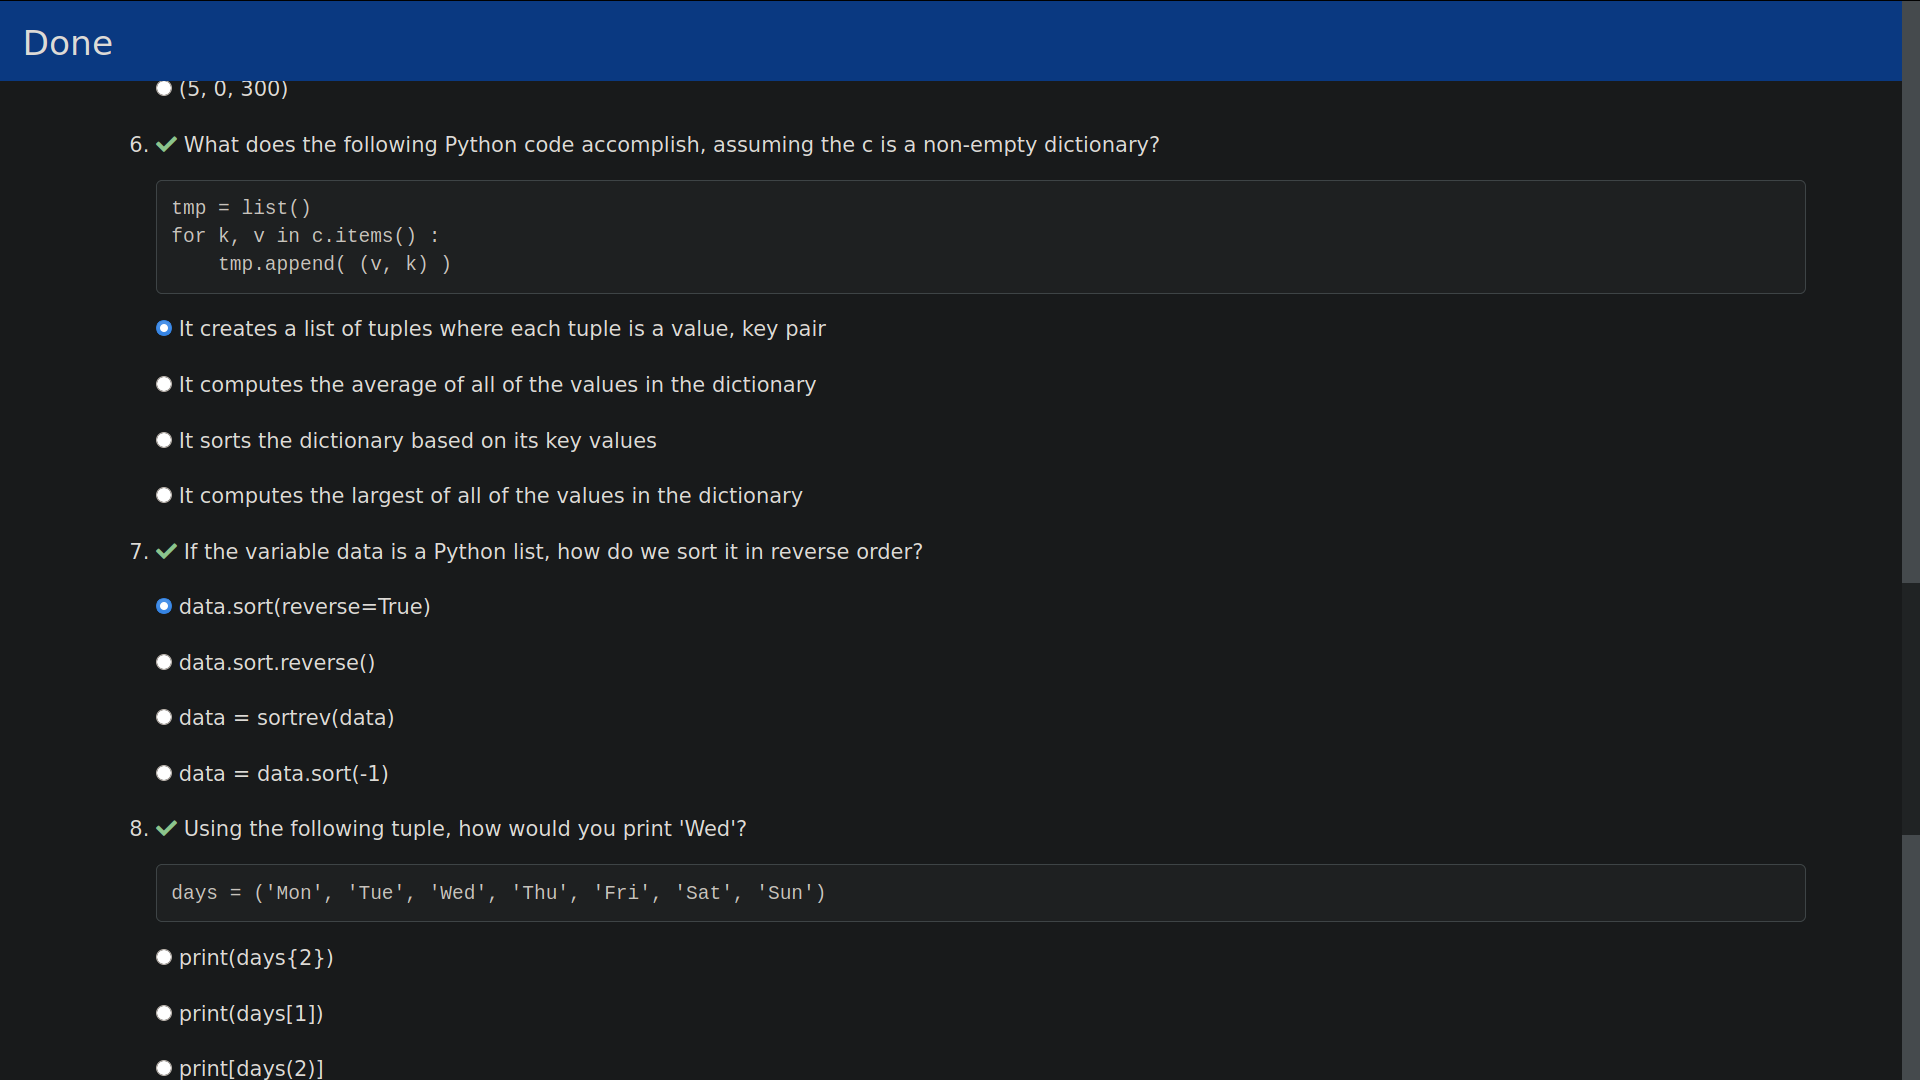 Done
(5, 0, 300)
6. What does the following Python code accomplish, assuming the c is a non-empty dictionary?
tmp = list()
for k, v in c.items() :
    tmp.append( (v, k) )
It creates a list of tuples where each tuple is a value, key pair
It computes the average of all of the values in the dictionary
It sorts the dictionary based on its key values
It computes the largest of all of the values in the dictionary
7. If the variable data is a Python list, how do we sort it in reverse order?
data.sort(reverse=True)
data.sort.reverse()
data = sortrev(data)
data = data.sort(-1)
8. Using the following tuple, how would you print 'Wed'?
days = ('Mon', 'Tue', 'Wed', 'Thu', 'Fri', 'Sat', 'Sun')
print(days{2})
print(days[1])
print[days(2)]